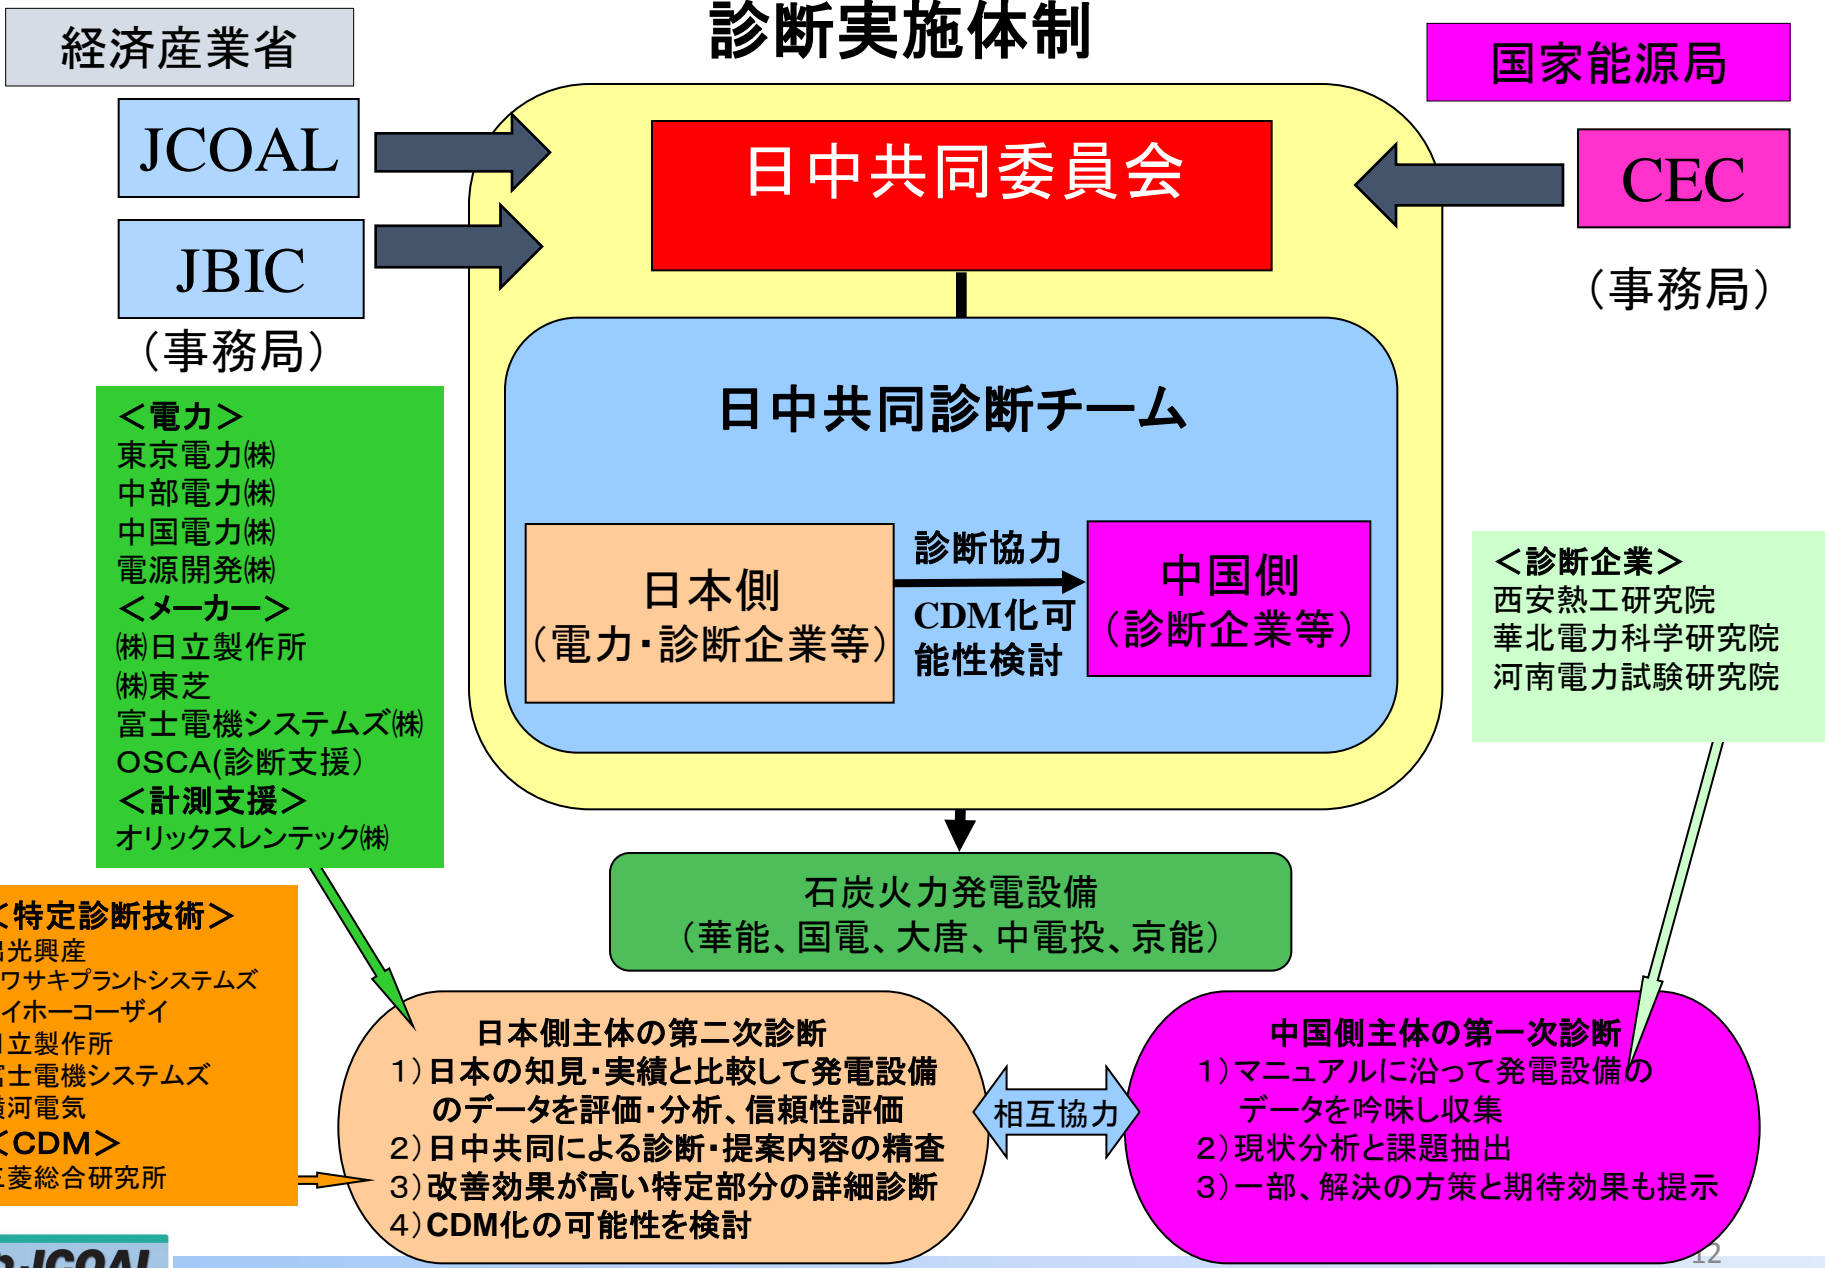 診断実施体制
経済産業省
国家能源局
JCOAL
JBIC
(事務局)
日中共同委員会
CEC
(事務局)
日中共同診断チーム
日本側
(電力・診断企業等)
診断協力
CDM化可
能性検討
中国側
(診断企業等)
＜電力＞
東京電力㈱
中部電力㈱
中国電力㈱
電源開発㈱
＜メーカー＞
㈱日立製作所
㈱東芝
富士電機システムズ㈱
OSCA(診断支援)
＜計測支援＞
オリックスレンテック㈱
＜診断企業＞
西安熱工研究院
華北電力科学研究院
河南電力試験研究院
石炭火力発電設備
(華能、国電、大唐、中電投、京能)
＜特定診断技術＞
出光興産
ワサキプラントシステムズ
イホーコーザイ
日立製作所
富士電機システムズ
横河電気
＜CDM＞
三菱総合研究所
日本側主体の第二次診断
1)日本の知見・実績と比較して発電設備
のデータを評価・分析、信頼性評価
2)日中共同による診断・提案内容の精査
3)改善効果が高い特定部分の詳細診断
4)CDM化の可能性を検討
相互協力
中国側主体の第一次診断
1)マニュアルに沿って発電設備の
データを吟味し収集
2)現状分析と課題抽出
3)一部、解決の方策と期待効果も提示
JCOAL
12